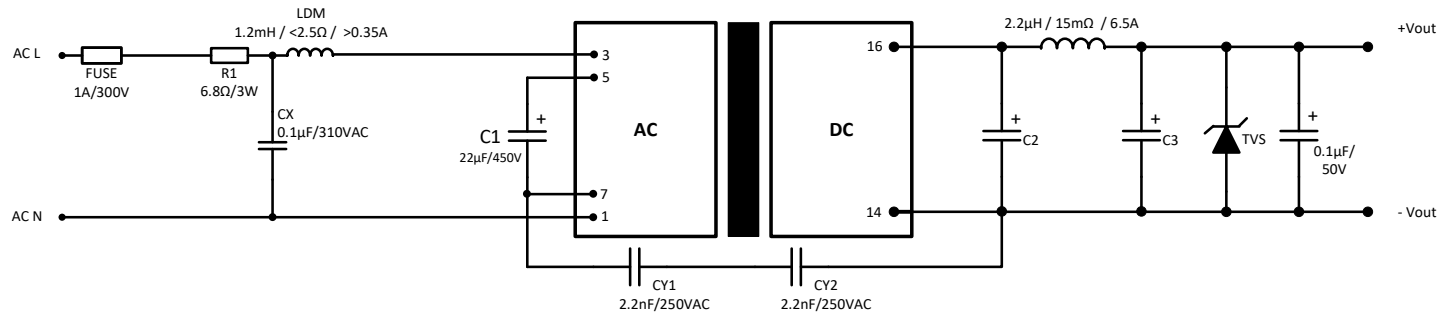 LDM
1.2mH / <2.5Ω / >0.35A
2.2µH / 15mΩ / 6.5A
+Vout
AC L
FUSE
1A/300V
R1
6.8Ω/3W
3
5
16
CX
0.1µF/310VAC
C1
+
22µF/450V
AC
DC
+
C2
+
C3
TVS
+
0.1µF/
50V
7
1
14
AC N
- Vout
CY1
2.2nF/250VAC
CY2
2.2nF/250VAC